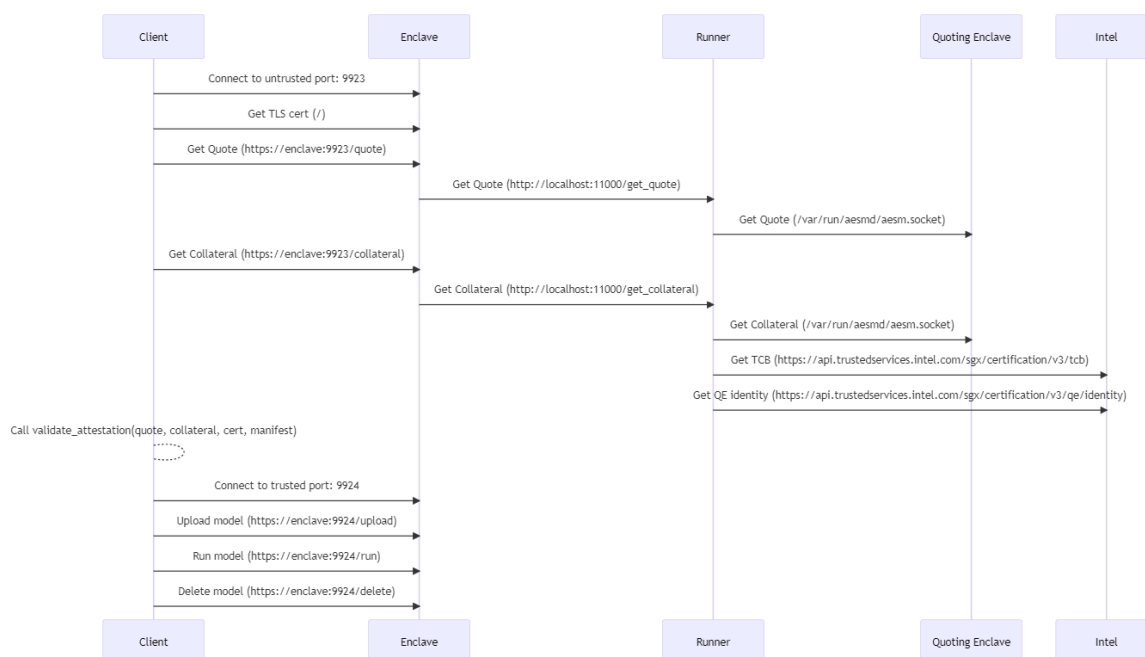 Client
Enclave
Runner
Quoting Enclave
Intel
Connect to untrusted port: 9923
Get TLS cert (/)
Get Quote (https://enclave:9923/quote)
Get Quote (http://localhost:11000/get_quote)
Get Quote (/var/run/aesmd/aesm.socket)
Get Collateral (https://enclave:9923/collateral)
Get Collateral (http://localhost:11000/get_collateral)
Get Collateral (/var/run/aesmd/aesm.socket)
Get TCB (https://api.trustedservices.intel.com/sgx/certification/v3/tcb)
Get QE identity (https://api.trustedservices.intel.com/sgx/certification/v3/qe/identity)
Call validate_attestation(quote, collateral, cert, manifest)
Connect to trusted port: 9924
Upload model (https://enclave:9924/upload)
Run model (https://enclave:9924/run)
Delete model (https://enclave:9924/delete)
Client
Enclave
Runner
Quoting Enclave
Intel